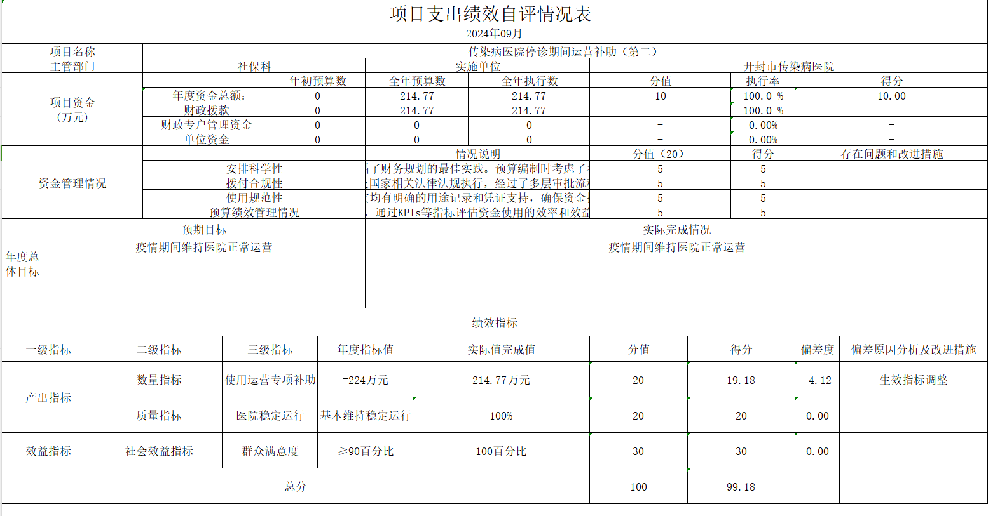 项目支出绩效自评情况表
2024年09月
项目名称 传染病医院停诊期间运营补助（第二）
主管部门 社保科 实施单位 开封市传染病医院
项目资金
(万元)
年初预算数 全年预算数 全年执行数 分值 执行率 得分
年度资金总额: 0 214.77 214.77 10 100.0 % 10.00
财政拨款 0 214.77 214.77 - 100.0 % -
财政专户管理资金 0 0 0 - 0.00% -
单位资金 0 0 0 - 0.00% -
资金管理情况
情况说明 分值（20） 得分 存在问题和改进措施
安排科学性 了财务规划的最佳实践。预算编制时考虑了 5 5
拨付合规性 国家相关法律法规执行，经过了多层审批流 5 5
使用规范性 均有明确的用途记录和凭证支持，确保资金 5 5
预算绩效管理情况 ，通过KPIs等指标评估资金使用的效率和效益 5 5
年度总
体目标
预期目标 实际完成情况
疫情期间维持医院正常运营 疫情期间维持医院正常运营
绩效指标
一级指标 二级指标 三级指标 年度指标值 实际值完成值 分值 得分 偏差度 偏差原因分析及改进措施
产出指标 数量指标 使用运营专项补助 =224万元 214.77万元 20 19.18 -4.12 生效指标调整
质量指标 医院稳定运行 基本维持稳定运行 100% 20 20 0.00
效益指标 社会效益指标 群众满意度 ≥90百分比 100百分比 30 30 0.00
总分 100 99.18